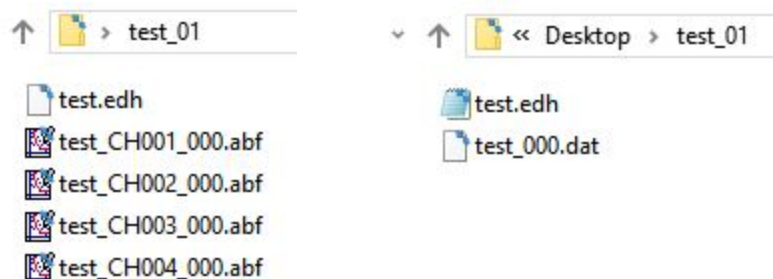 test_01
test.edh
test_CH001_000.abf
test_CH002_000.abf
test_CH003_000.abf
test_CH004_000.abf
« Desktop > test_01
test.edh
test_000.dat